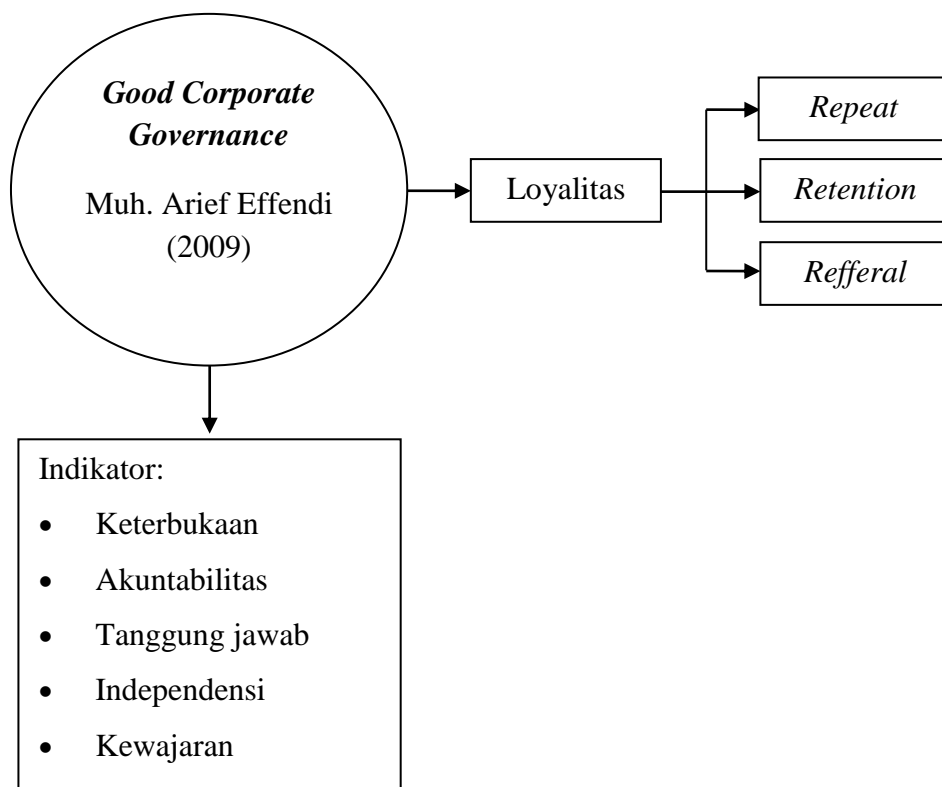 Good Corporate
Governance
Muh. Arief Effendi
(2009)
Loyalitas
Repeat
Retention
Refferal
Indikator:
• Keterbukaan
• Akuntabilitas
• Tanggung jawab
• Independensi
• Kewajaran